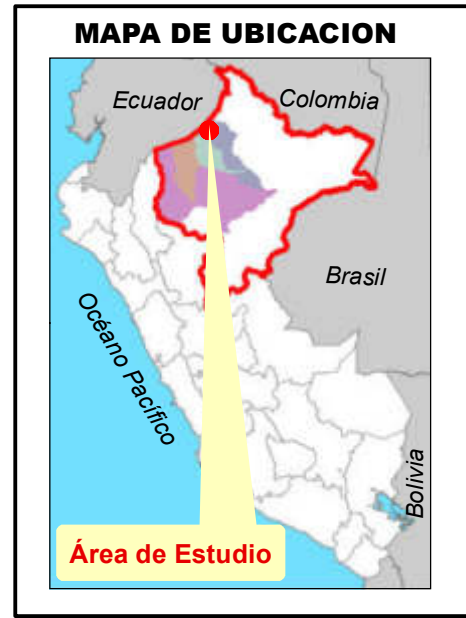 MAPA DE UBICACION
Ecuador
Colombia
Brasil
Océano Pacífico
Bolivia
Área de Estudio